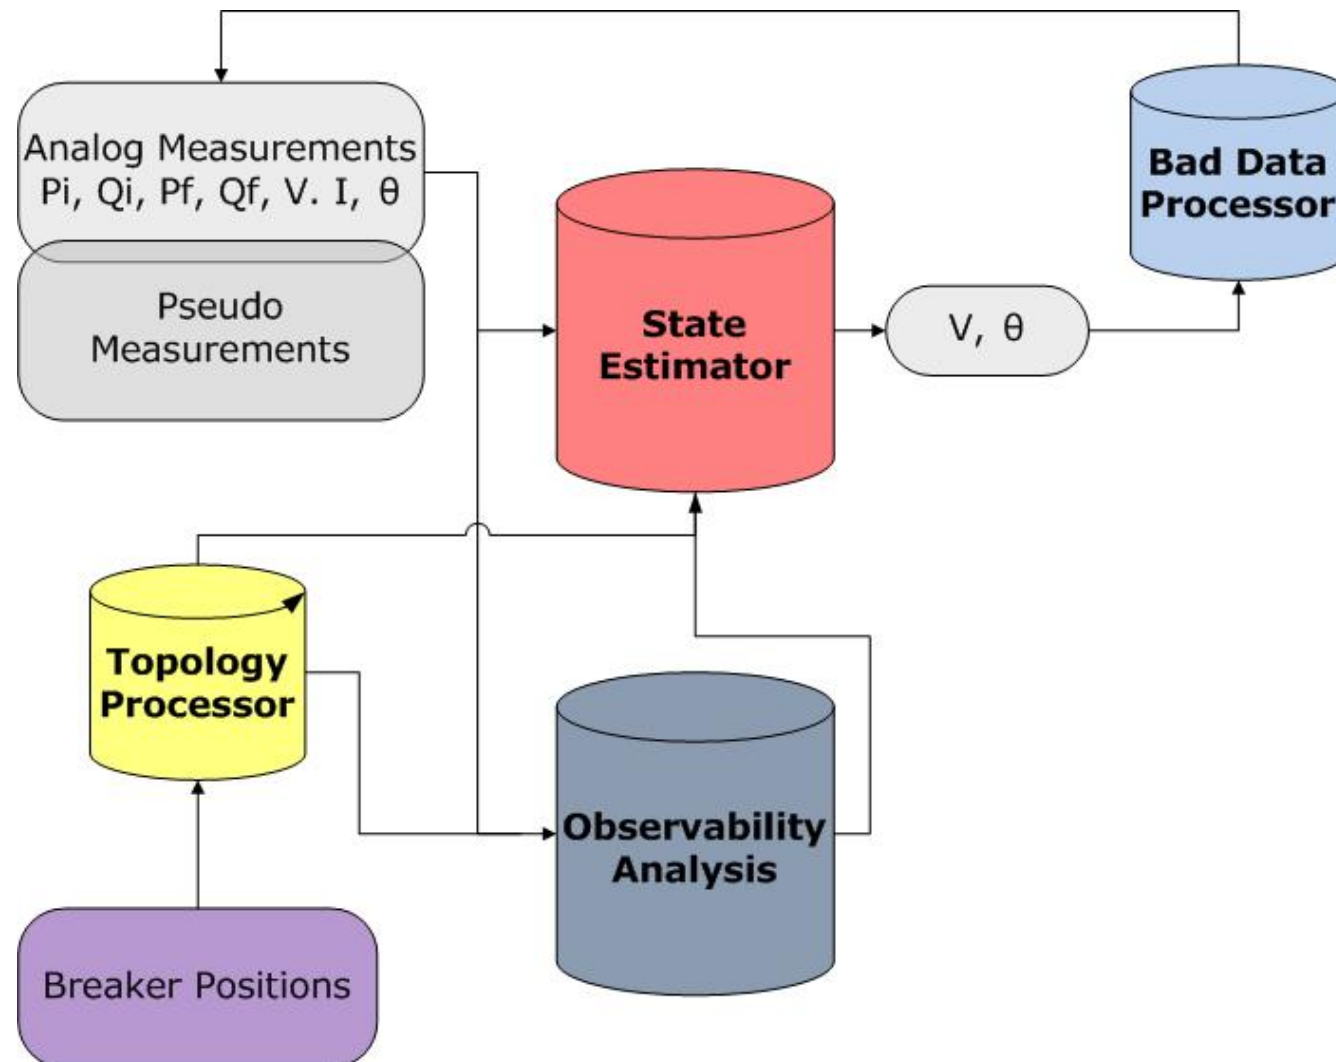 Analog Measurements
Pi, Qi, Pf, Qf, V. I, θ
Pseudo
Measurements
State
Estimator
V, θ
Bad Data
Processor
Topology
Processor
Observability
Analysis
Breaker Positions